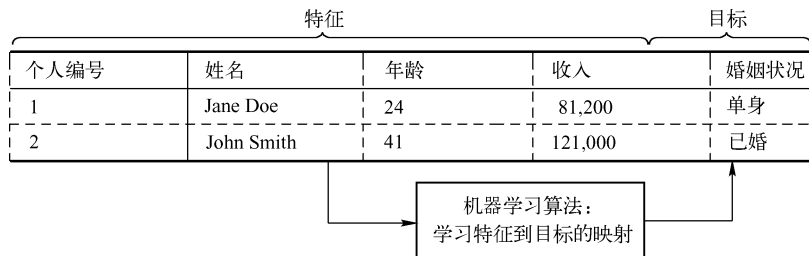 特征 目标
个人编号 姓名 年龄 收入 婚姻状况
1 Jane Doe 24 81,200 单身
2 John Smith 41 121,000 已婚
机器学习算法：
学习特征到目标的映射